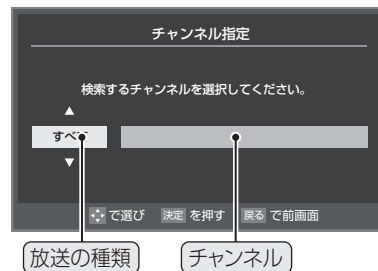 チャンネル指定
検索するチャンネルを選択してください。
▲
すべて
▼
で選び 決定 を押す 戻る で前画面
放送の種類 チャンネル